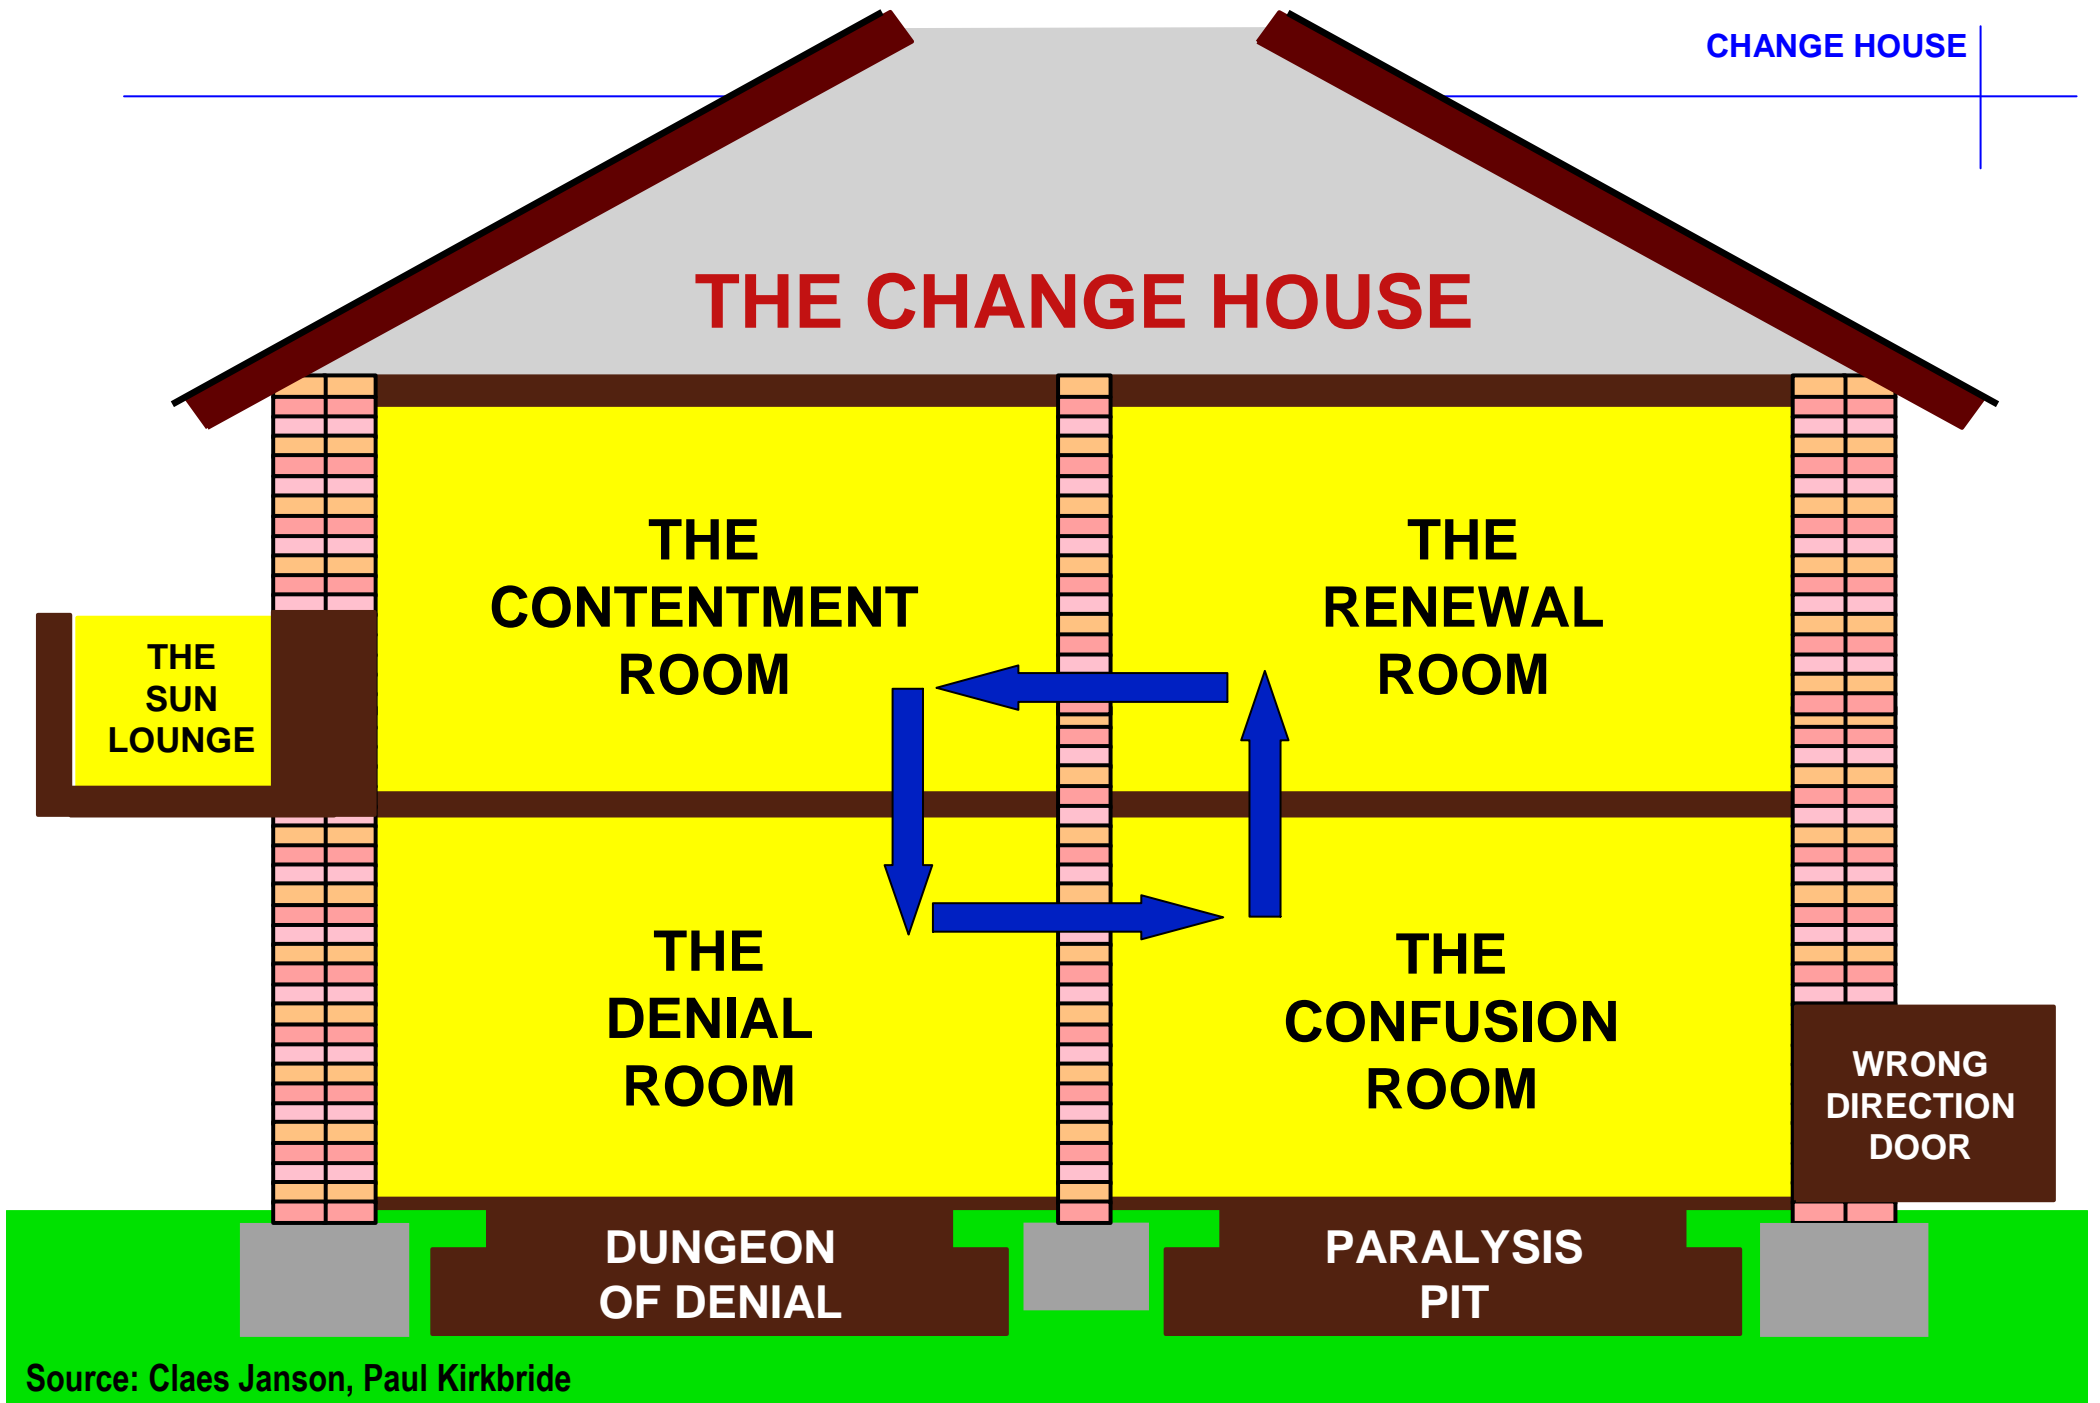 CHANGE HOUSE
THE CHANGE HOUSE
THE
CONTENTMENT
ROOM
THE
RENEWAL
ROOM
THE
SUN
LOUNGE
THE
DENIAL
ROOM
THE
CONFUSION
ROOM
WRONG
DIRECTION
DOOR
DUNGEON
OF DENIAL
PARALYSIS
PIT
Source: Claes Janson, Paul Kirkbride